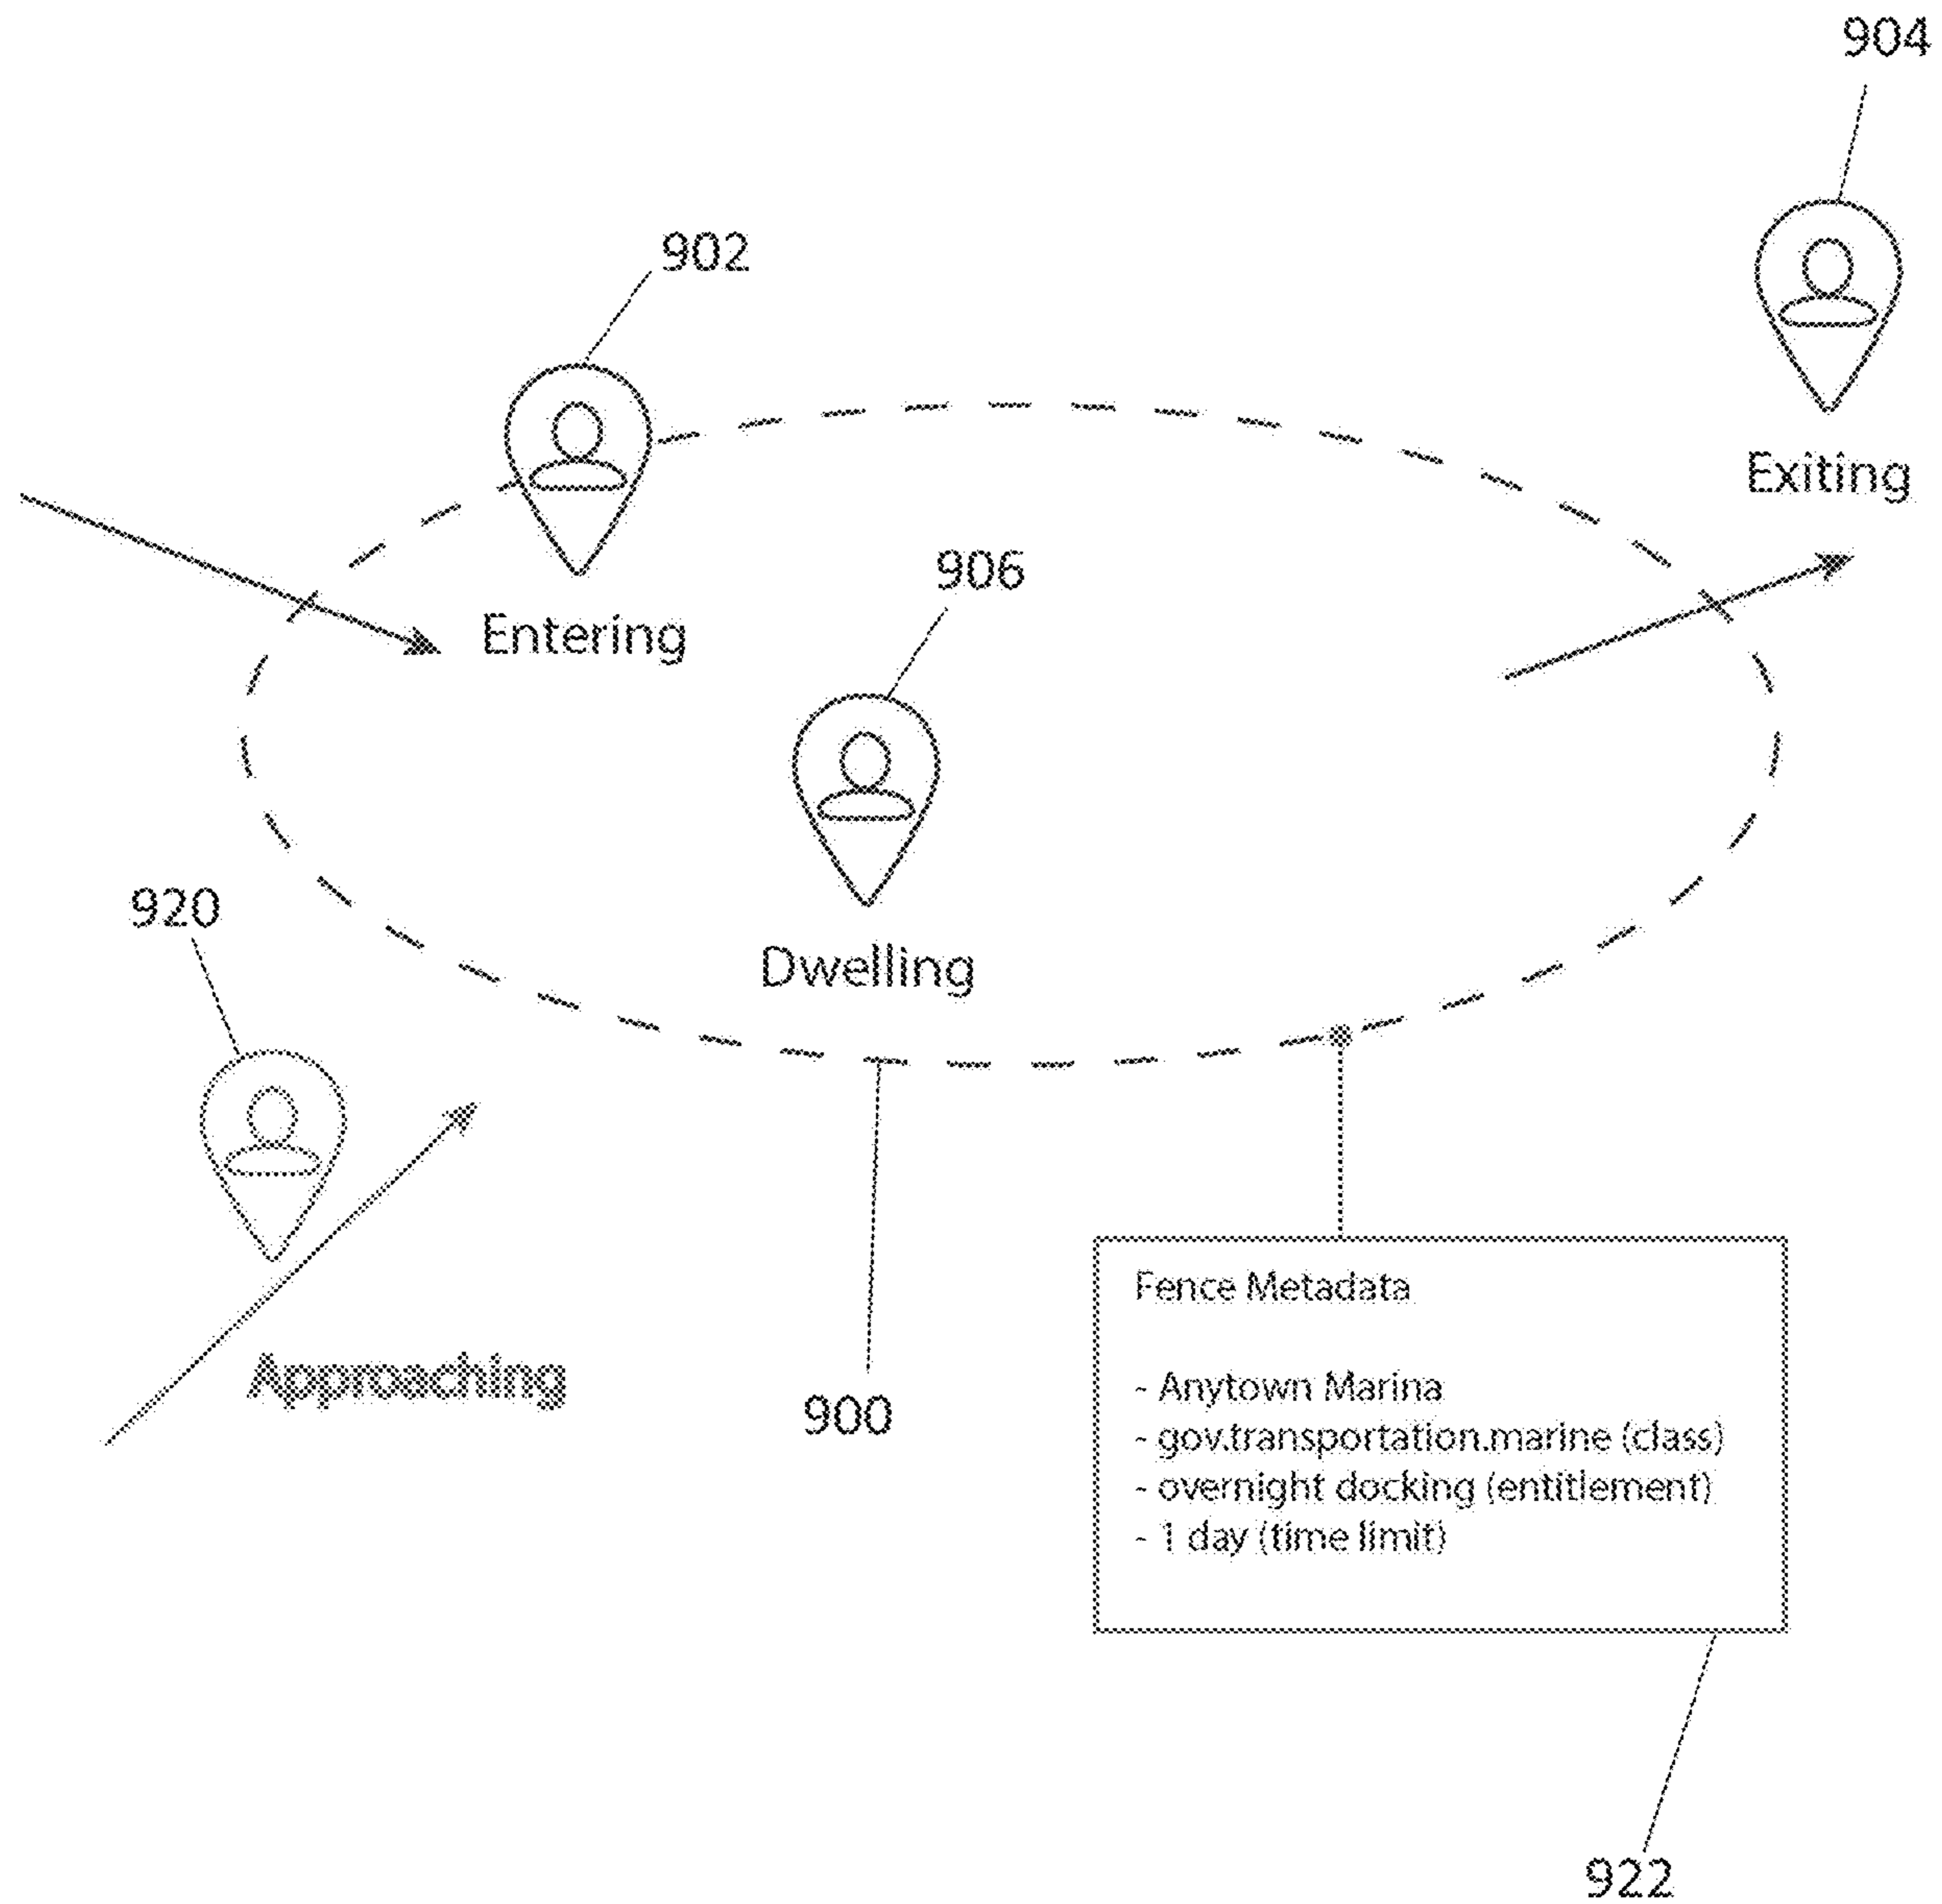 904
902
Exiting
906
Entering
920
Dwelling
Fence Metadata
Approaching
- Anytown Marina
900
- gov.transportation.marine (class)
- overnight docking (entitlement)
- 1 day (time limit)
922